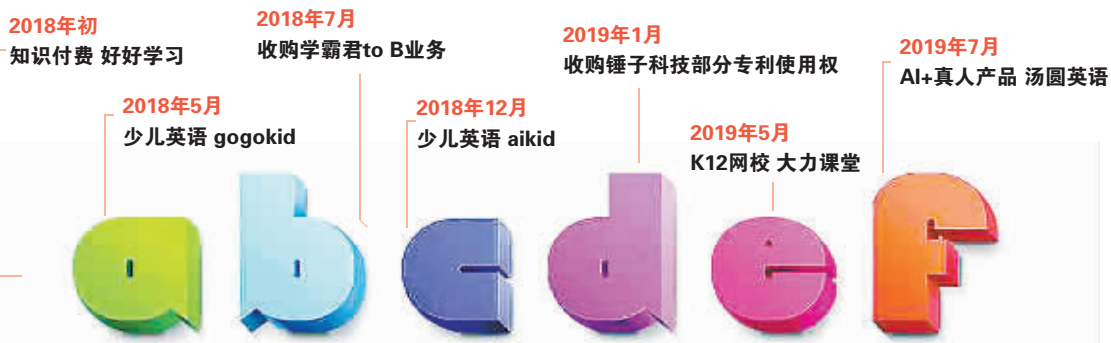 2018年初
知识付费 好好学习
2018年5月
少儿英语 gogokid
2018年7月
收购学霸君to B业务
2018年12月
少儿英语 aikid
2019年1月
收购锤子科技部分专利使用权
2019年5月
K12网校 大力课堂
2019年7月
AI+真人产品 汤圆英语
a b c d e f